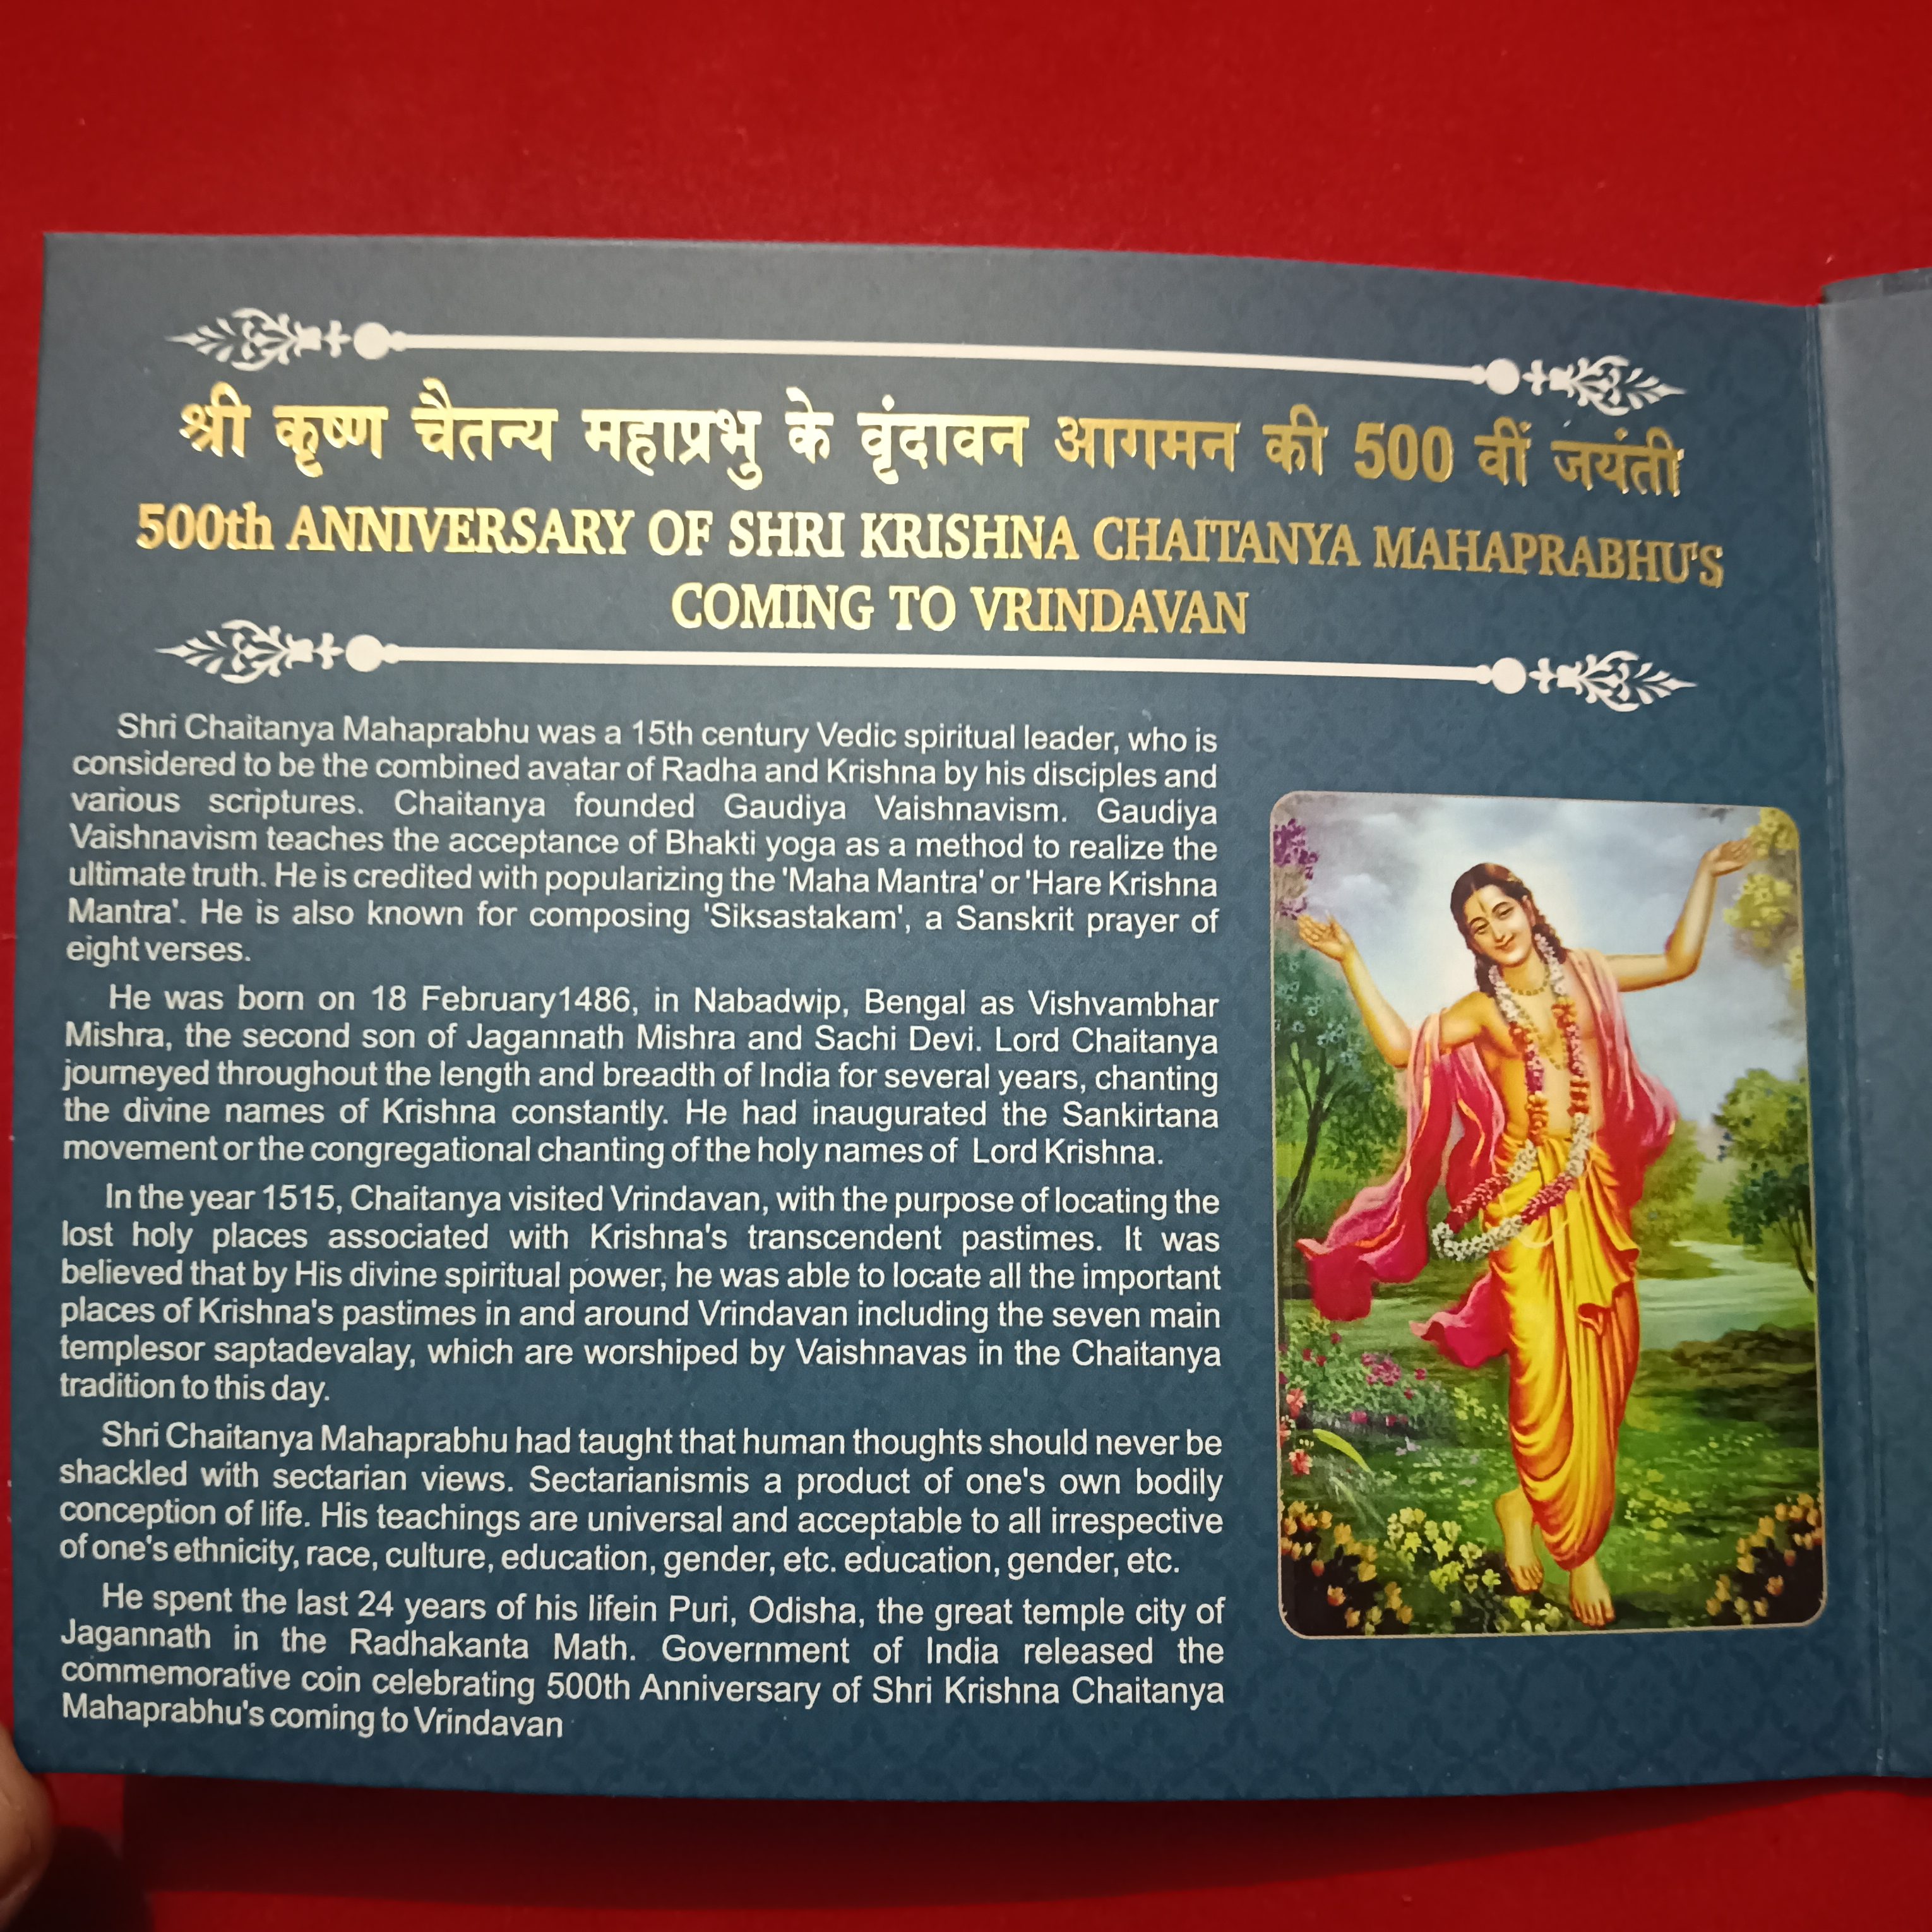 श्री कृष्ण चैतन्य महाप्रभु के वृंदावन आगमन की 500 वीं जयंती
500th ANNIVERSARY OF SHRI KRISHNA CHAITANYA MAHAPRABHU'S
COMING TO VRINDAVAN
Shri Chaitanya Mahaprabhu was a 15th century Vedic spiritual leader, who is
considered to be the combined avatar of Radha and Krishna by his disciples and
various scriptures. Chaitanya founded Gaudiya Vaishnavism. Gaudiya
Vaishnavism teaches the acceptance of Bhakti yoga as a method to realize the
ultimate truth. He is credited with popularizing the 'Maha Mantra' or 'Hare Krishna
Mantra'. He is also known for composing 'Siksastakam', a Sanskrit prayer of
eight verses.
He was born on 18 February1486, in Nabadwip, Bengal as Vishvambhar
Mishra, the second son of Jagannath Mishra and Sachi Devi. Lord Chaitanya
journeyed throughout the length and breadth of India for several years, chanting
the divine names of Krishna constantly. He had inaugurated the Sankirtana
movement or the congregational chanting of the holy names of Lord Krishna.
In the year 1515, Chaitanya visited Vrindavan, with the purpose of locating the
lost holy places associated with Krishna's transcendent pastimes. It was
believed that by His divine spiritual power, he was able to locate all the important
places of Krishna's pastimes in and around Vrindavan including the seven main
templesor saptadevalay, which are worshiped by Vaishnavas in the Chaitanya
tradition to this day.
Shri Chaitanya Mahaprabhu had taught that human thoughts should never be
shackled with sectarian views. Sectarianismis a product of one's own bodily
conception of life. His teachings are universal and acceptable to all irrespective
of one's ethnicity, race, culture, education, gender, etc. education, gender, etc.
He spent the last 24 years of his lifein Puri, Odisha, the great temple city of
Jagannath in the Radhakanta Math. Government of India released the
commemorative coin celebrating 500th Anniversary of Shri Krishna Chaitanya
Mahaprabhu's coming to Vrindavan